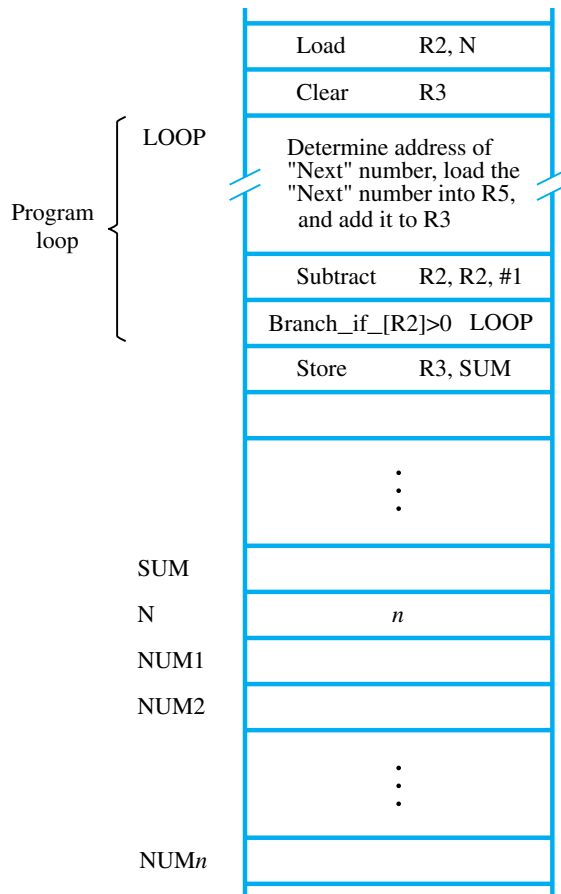 Load R2, N
Clear R3
LOOP
Determine address of
"Next" number, load the
"Next" number into R5,
and add it to R3
Program
loop
Subtract R2, R2, #1
Branch_if_[R2]>0 LOOP
Store R3, SUM
SUM
N n
NUM1
NUM2
NUMn